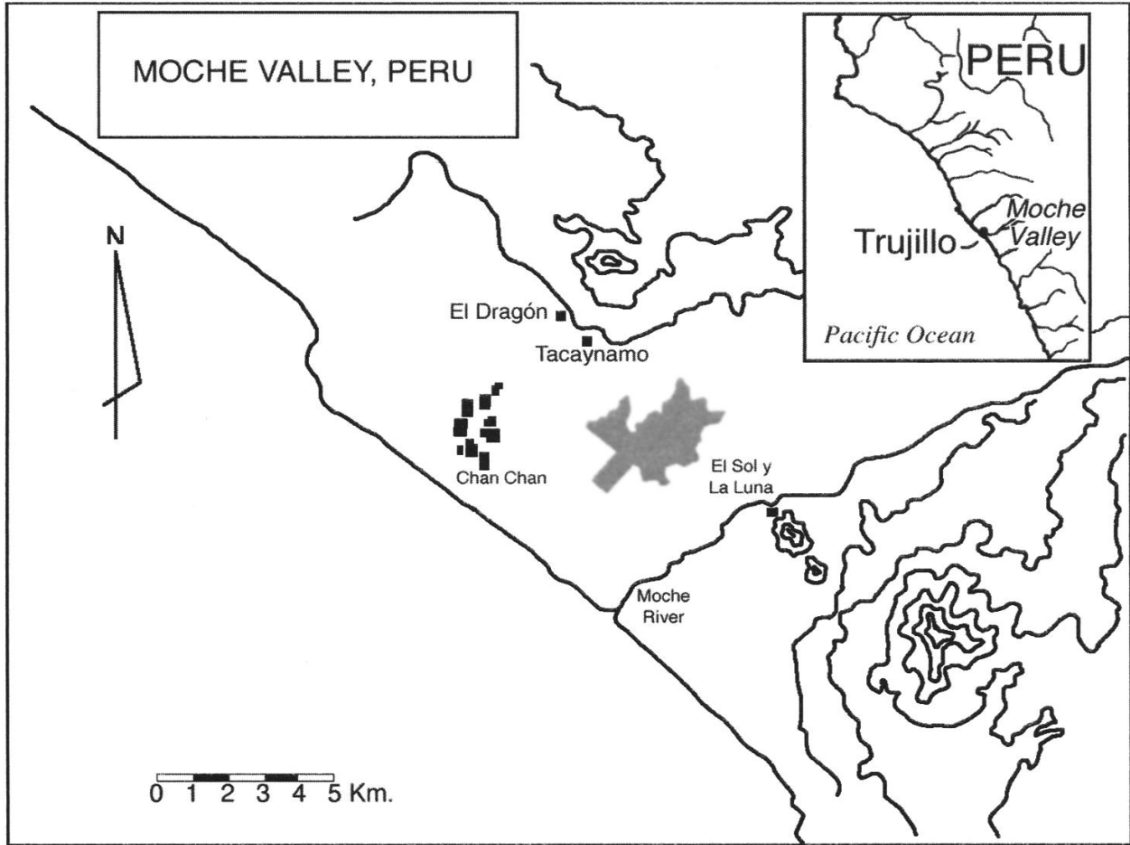 MOCHE VALLEY, PERU
PERU
Moche
Valley
Trujillo
Pacific Ocean
N
El Dragón
Tacaynamo
Chan Chan
El Sol y
La Luna
Moche
River
0 1 2 3 4 5 Km.